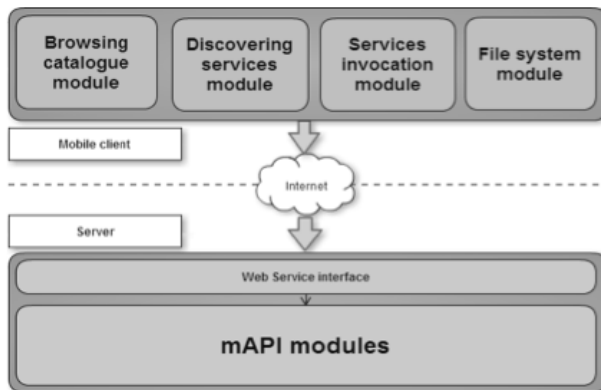 Browsing
catalogue
module
Discovering
services
module
Services
invocation
module
File system
module
Mobile client
Internet
Server
Web Service interface
mAPI modules